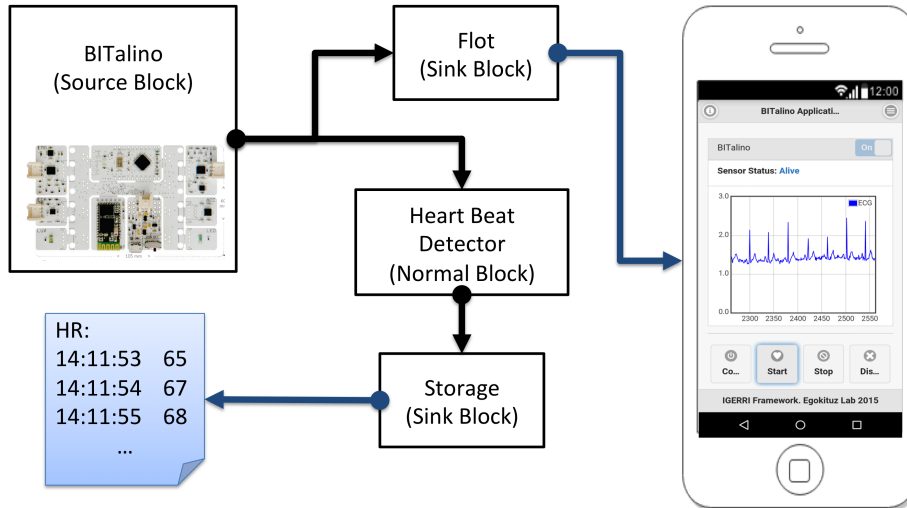 BITalino
(Source Block)
105 mm
Flot
(Sink Block)
Heart Beat
Detector
(Normal Block)
Storage
(Sink Block)
HR:
14:11:53 65
14:11:54 67
14:11:55 68
...
12:00
BITalino Applicati...
BITalino
On
Sensor Status: Alive
3.0
ECG
2.0
1.0
0.0
2300 2350 2400 2450 2500 2550
Co... Start Stop Dis...
IGERRI Framework. Egokituz Lab 2015